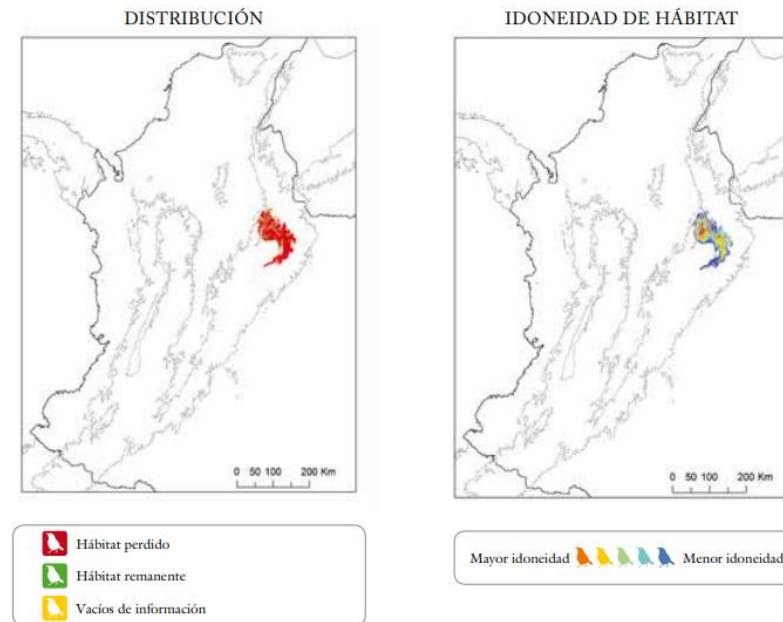 DISTRIBUCIÓN
IDONEIDAD DE HÁBITAT
0 50 100 200 Km
0 50 100 200 Km
Hábitat perdido
Hábitat remanente
Vacíos de información
Mayor idoneidad
Menor idoneidad